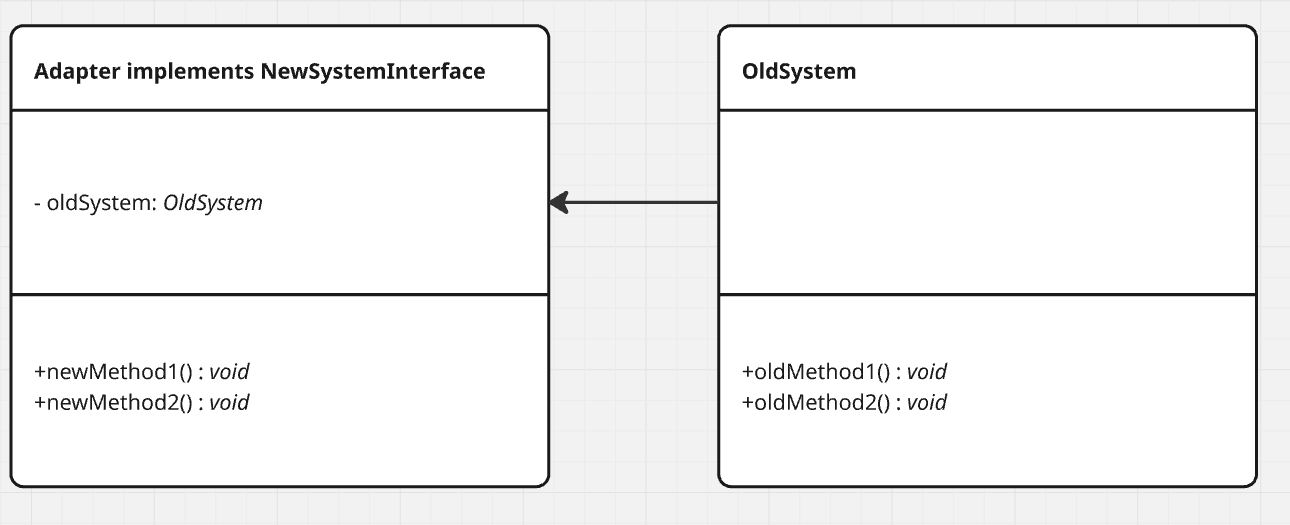 Adapter implements NewSystemInterface
- oldSystem: OldSystem
+newMethod1() : void
+newMethod2() : void
OldSystem
+oldMethod1() : void
+oldMethod2() : void